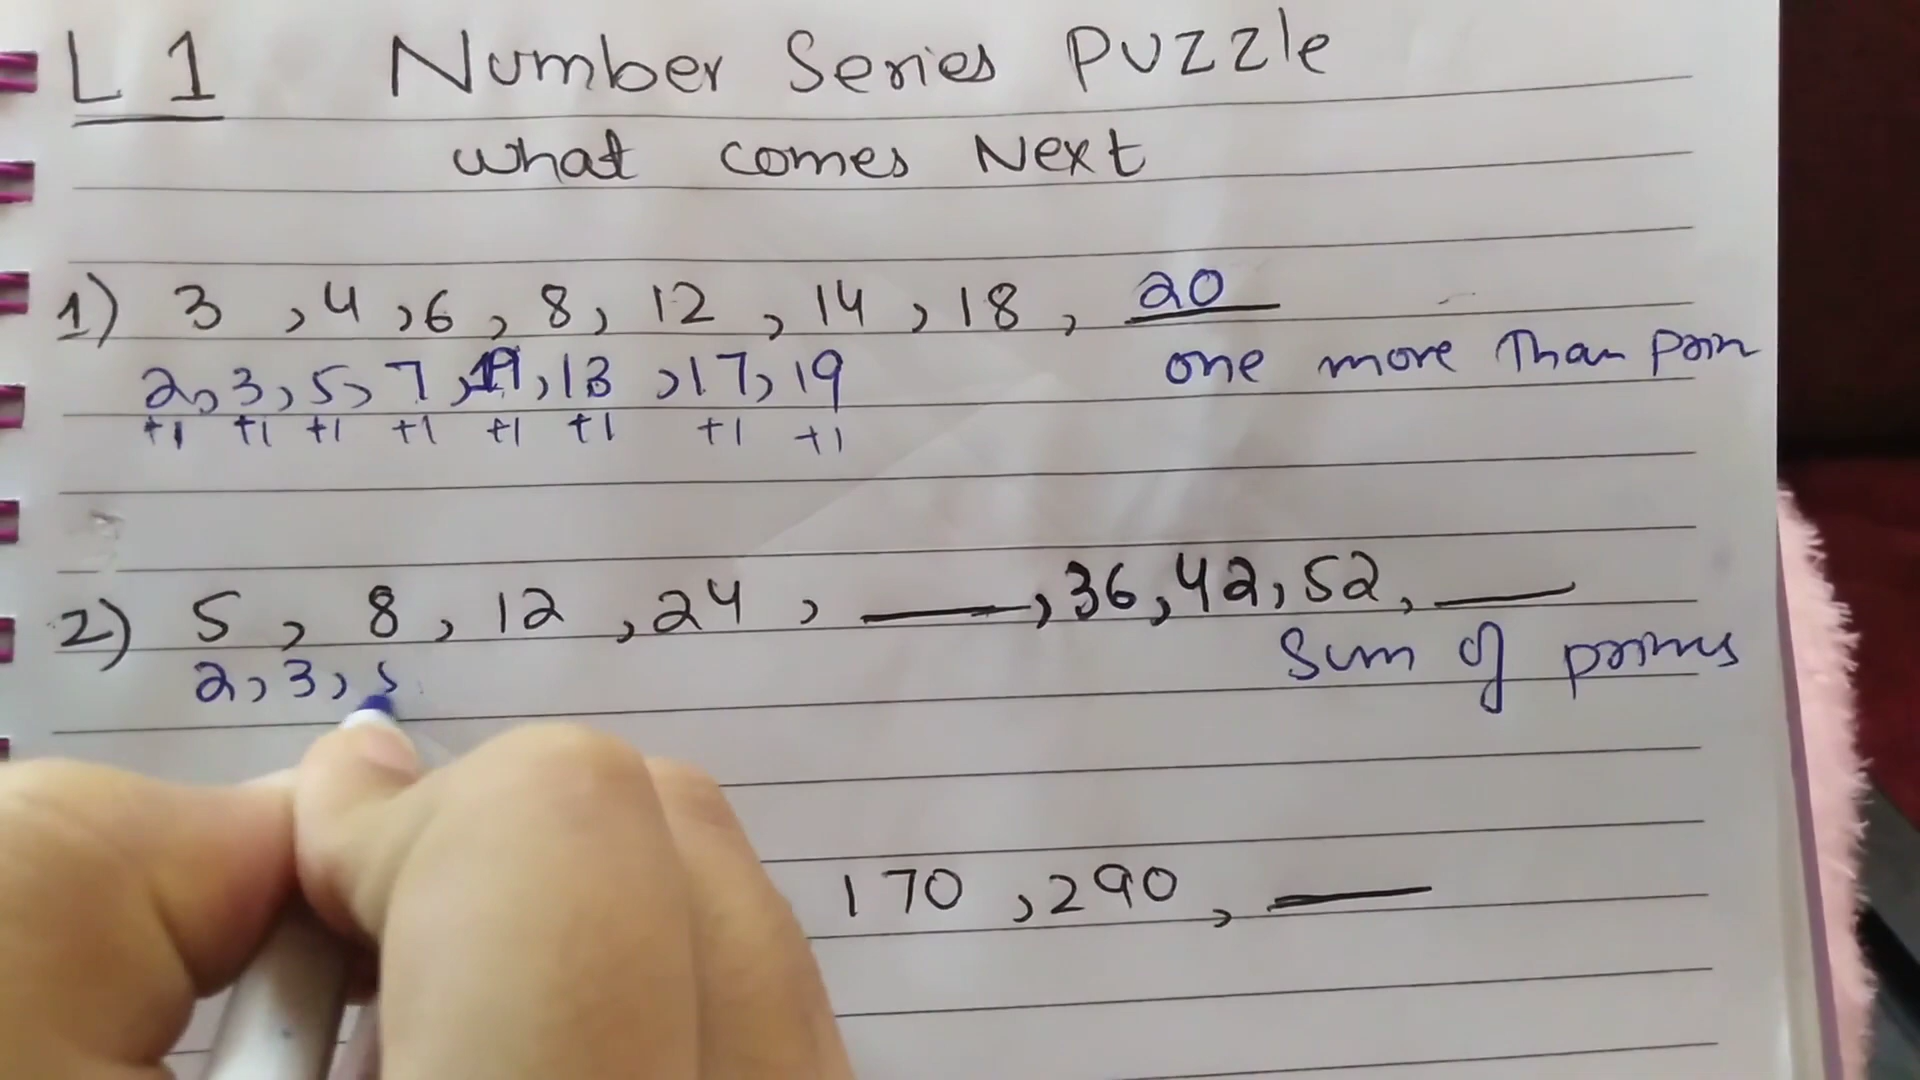 L 1 Number Series PUZZle
what comes Next
1) 3 , 4 , 6 , 8 , 12 , 14 , 18 , 20
2, 3, 5, 7, 11, 13, 17, 19
one more Than prim
+1 +1 +1 +1 +1 +1 +1 +1
2) 5 , 8 , 12 , 24 , ___ , 36 , 42 , 52 , ___
Sum of primes
2, 3, 5
170 , 290 , ___